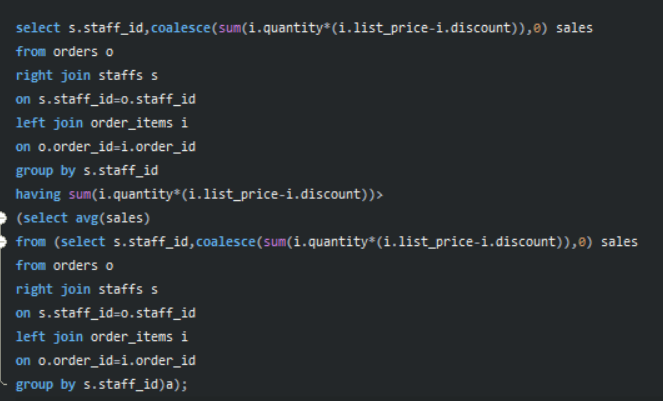 select s.staff_id,coalesce(sum(i.quantity*(i.list_price-i.discount)),0) sales
from orders o
right join staffs s
on s.staff_id=o.staff_id
left join order_items i
on o.order_id=i.order_id
group by s.staff_id
having sum(i.quantity*(i.list_price-i.discount))>
(select avg(sales)
from (select s.staff_id,coalesce(sum(i.quantity*(i.list_price-i.discount)),0) sales
from orders o
right join staffs s
on s.staff_id=o.staff_id
left join order_items i
on o.order_id=i.order_id
group by s.staff_id)a);